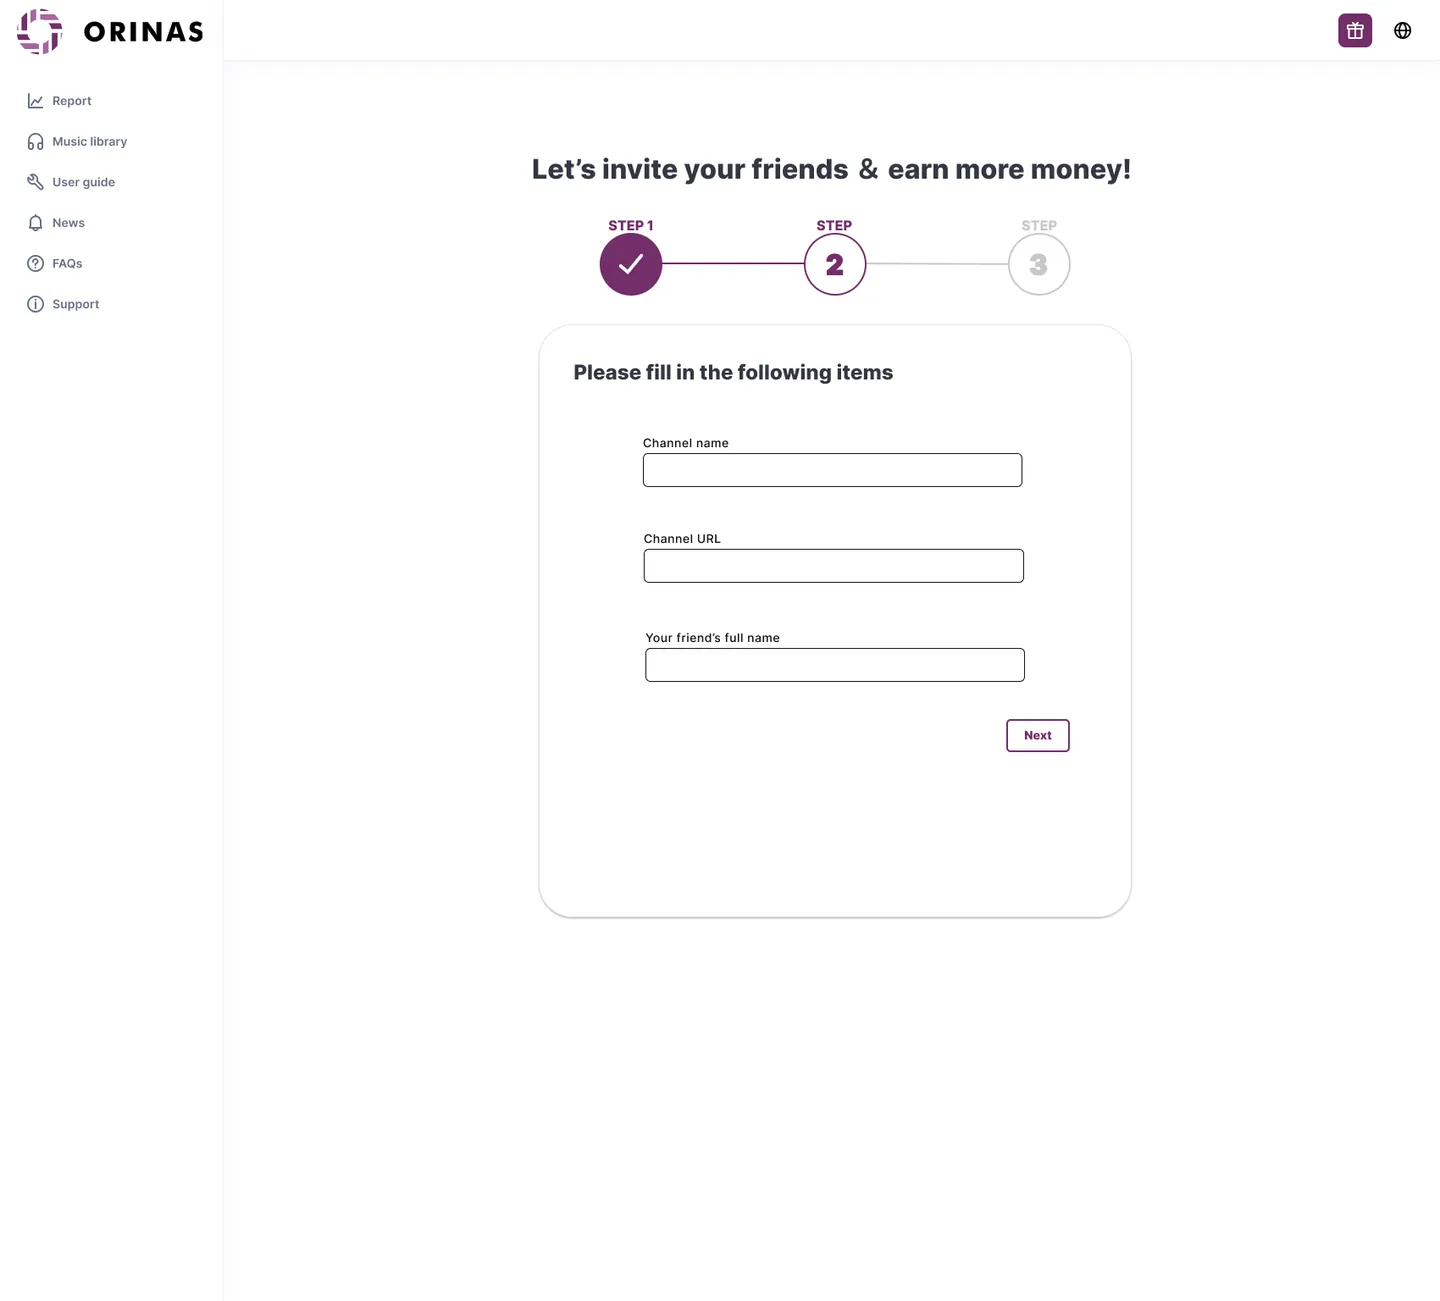 ORINAS
Report
Music library
User guide
News
FAQs
Support
Let's invite your friends & earn more money!
STEP 1
STEP
2
STEP
3
Please fill in the following items
Channel name
Channel URL
Your friend's full name
Next